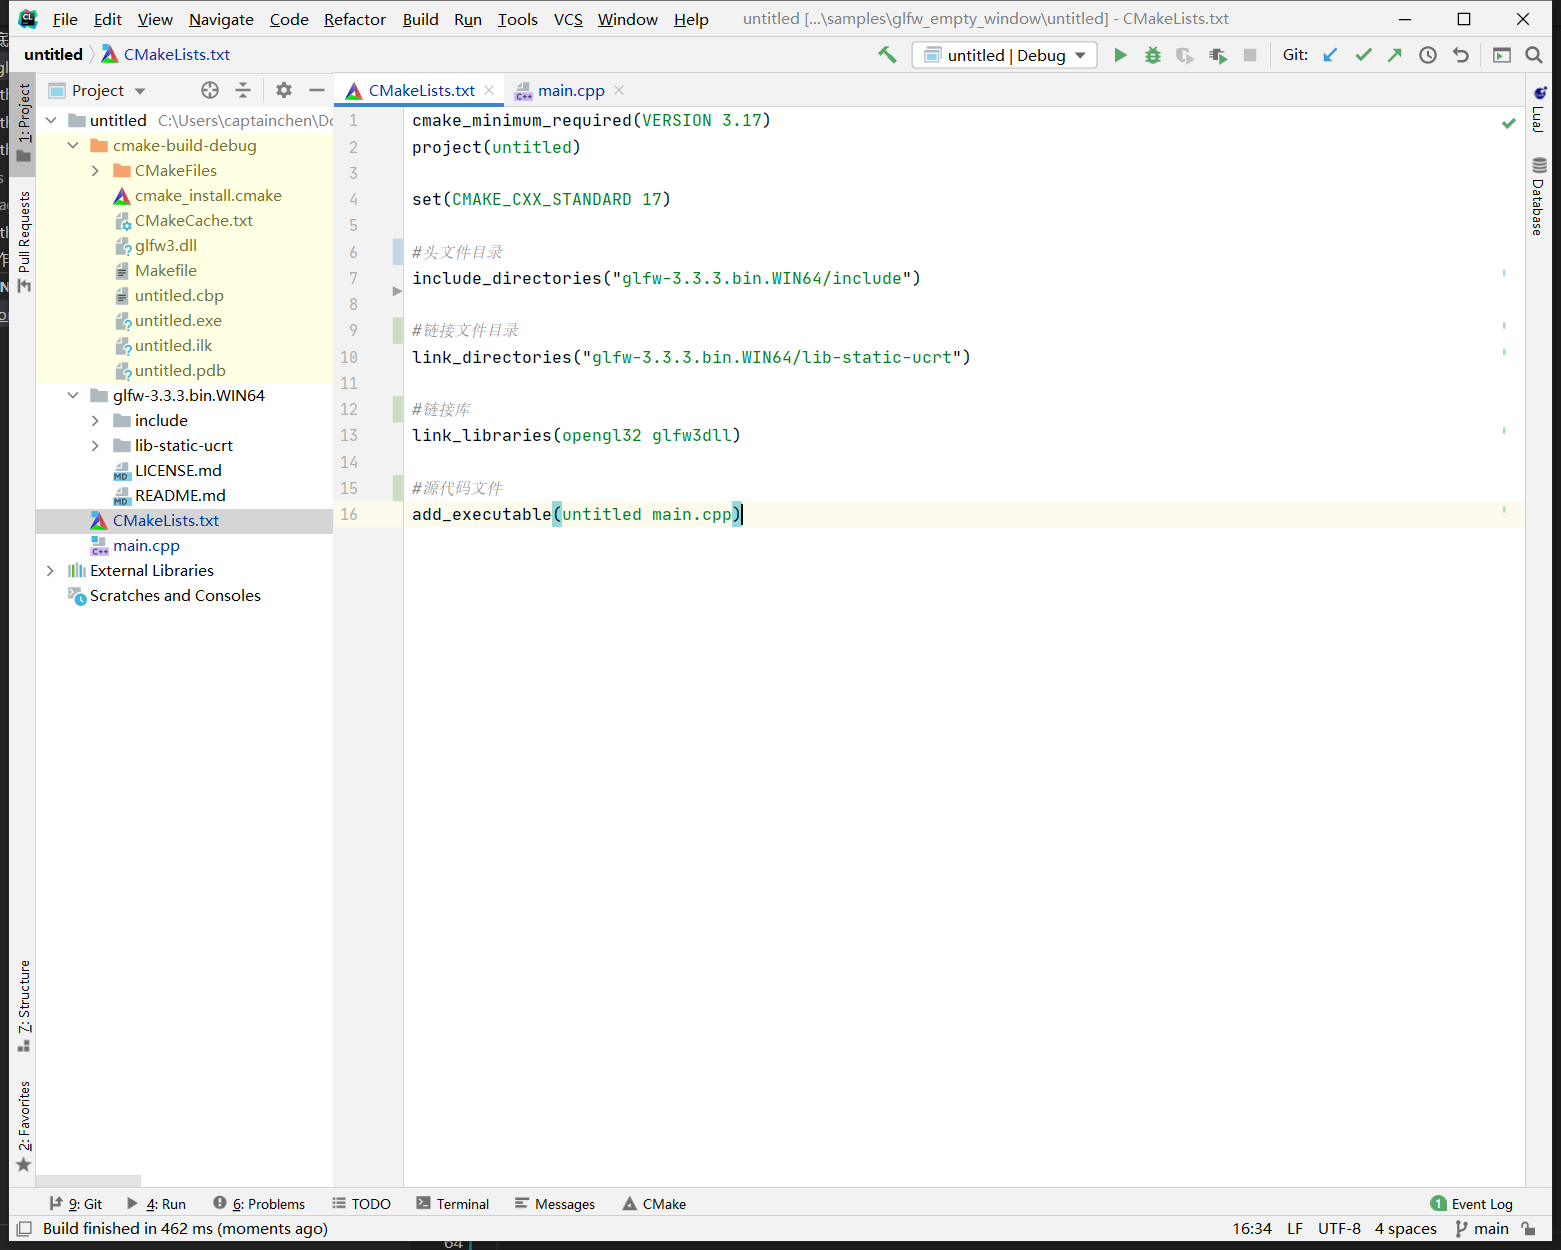 File Edit View Navigate Code Refactor Build Run Tools VCS Window Help untitled [...\samples\glfw_empty_window\untitled] - CMakeLists.txt
untitled CMakeLists.txt untitled | Debug Git:
Project CMakeLists.txt main.cpp
1: Project
Pull Requests
7: Structure
2: Favorites
untitled C:\Users\captainchen\Do
cmake-build-debug
CMakeFiles
cmake_install.cmake
CMakeCache.txt
glfw3.dll
Makefile
untitled.cbp
untitled.exe
untitled.ilk
untitled.pdb
glfw-3.3.3.bin.WIN64
include
lib-static-ucrt
LICENSE.md
README.md
CMakeLists.txt
main.cpp
External Libraries
Scratches and Consoles
1 cmake_minimum_required(VERSION 3.17)
2 project(untitled)
3
4 set(CMAKE_CXX_STANDARD 17)
5
6 #头文件目录
7 include_directories("glfw-3.3.3.bin.WIN64/include")
8
9 #链接文件目录
10 link_directories("glfw-3.3.3.bin.WIN64/lib-static-ucrt")
11
12 #链接库
13 link_libraries(opengl32 glfw3dll)
14
15 #源代码文件
16 add_executable(untitled main.cpp)
LuaJ
Database
9: Git 4: Run 6: Problems TODO Terminal Messages CMake 1 Event Log
Build finished in 462 ms (moments ago) 16:34 LF UTF-8 4 spaces main
64